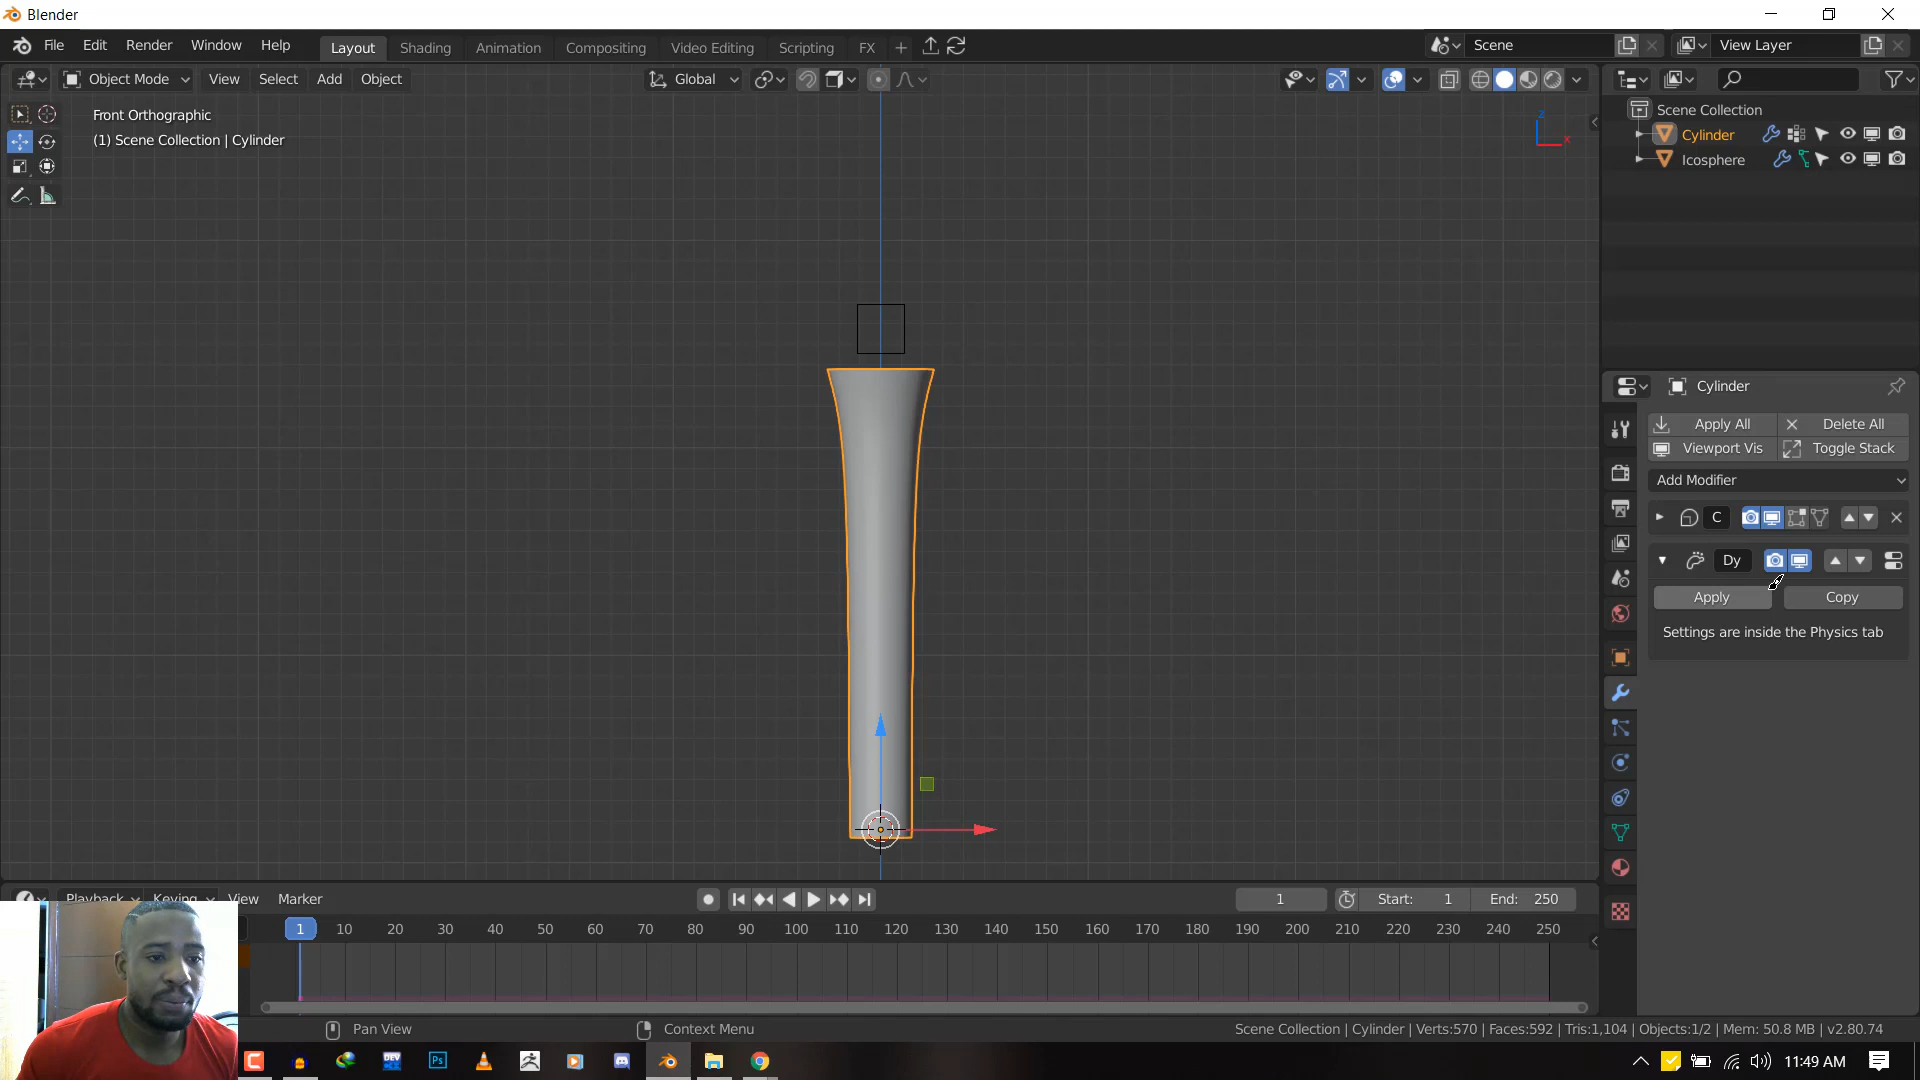 Blender
File Edit Render Window Help Layout Shading Animation Compositing Video Editing Scripting FX + Scene View Layer
Object Mode View Select Add Object Global
Front Orthographic
(1) Scene Collection | Cylinder
z
x
Scene Collection
Cylinder
Icosphere
Cylinder
Apply All Delete All
Viewport Vis Toggle Stack
Add Modifier
C
Dy
Apply Copy
Settings are inside the Physics tab
Playback Keying View Marker 1 Start: 1 End: 250
1 10 20 30 40 50 60 70 80 90 100 110 120 130 140 150 160 170 180 190 200 210 220 230 240 250
Pan View Context Menu Scene Collection | Cylinder | Verts:570 | Faces:592 | Tris:1,104 | Objects:1/2 | Mem: 50.8 MB | v2.80.74
DEV Ps 11:49 AM